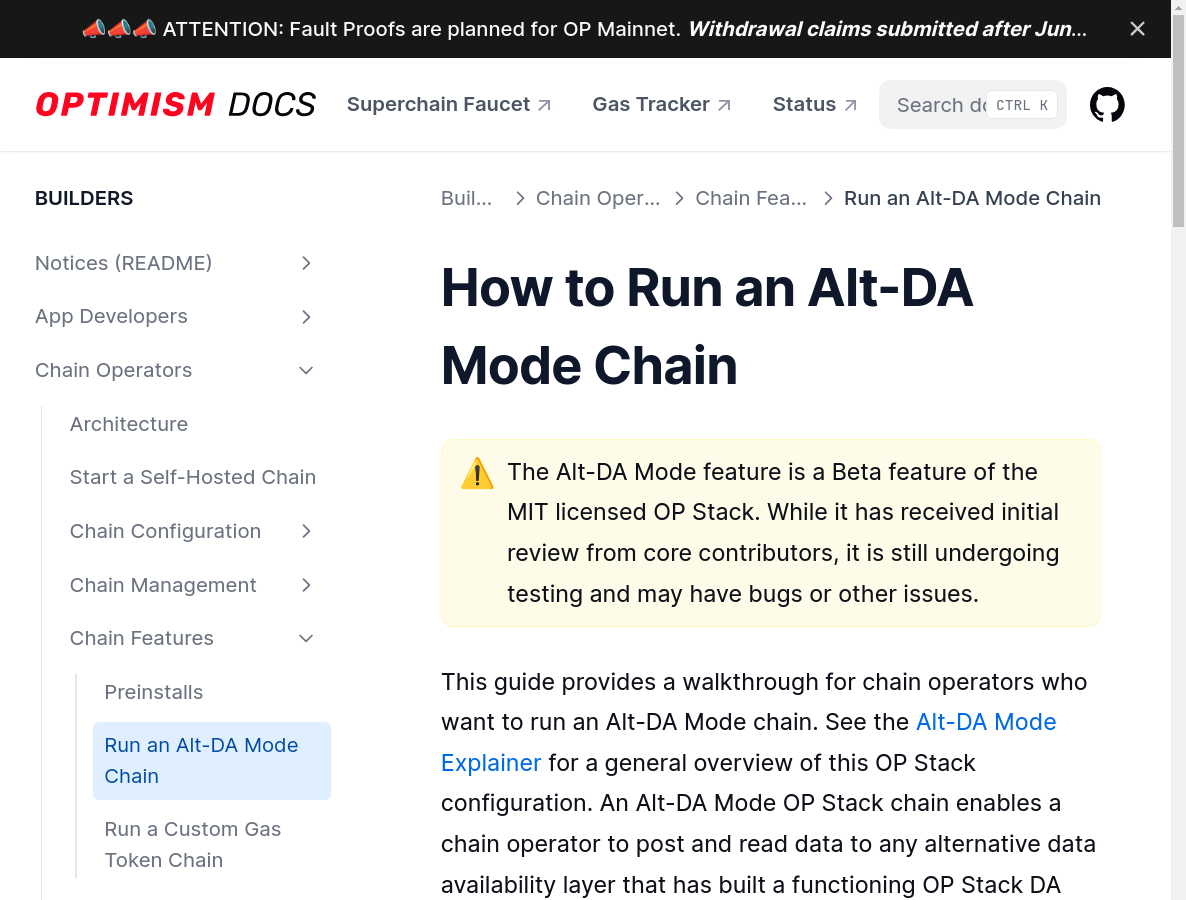 📣📣📣 ATTENTION: Fault Proofs are planned for OP Mainnet. Withdrawal claims submitted after Jun...
OPTIMISM DOCS
Superchain Faucet
Gas Tracker
Status
Search do
CTRL K
BUILDERS
Notices (README)
App Developers
Chain Operators
Architecture
Start a Self-Hosted Chain
Chain Configuration
Chain Management
Chain Features
Preinstalls
Run an Alt-DA Mode
Chain
Run a Custom Gas
Token Chain
Buil... > Chain Oper... > Chain Fea... > Run an Alt-DA Mode Chain
How to Run an Alt-DA
Mode Chain
⚠️ The Alt-DA Mode feature is a Beta feature of the
MIT licensed OP Stack. While it has received initial
review from core contributors, it is still undergoing
testing and may have bugs or other issues.
This guide provides a walkthrough for chain operators who
want to run an Alt-DA Mode chain. See the Alt-DA Mode
Explainer for a general overview of this OP Stack
configuration. An Alt-DA Mode OP Stack chain enables a
chain operator to post and read data to any alternative data
availability layer that has built a functioning OP Stack DA